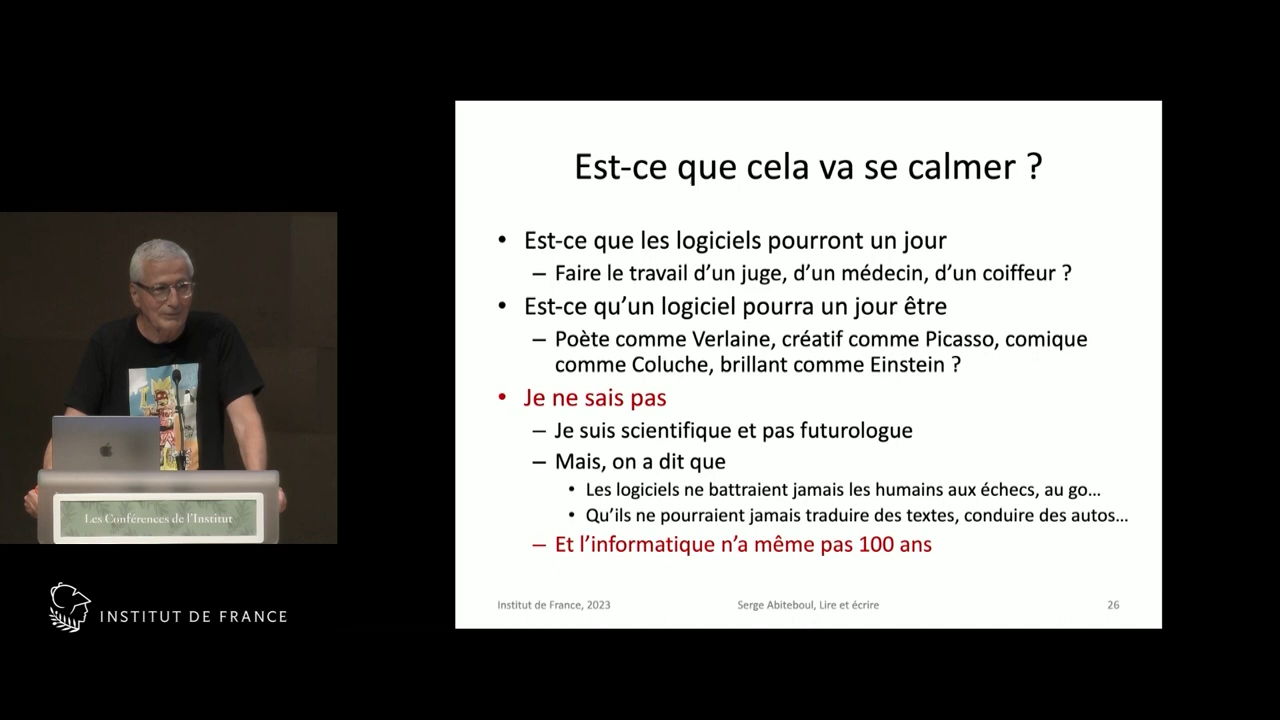 Est-ce que cela va se calmer ?
• Est-ce que les logiciels pourront un jour
– Faire le travail d’un juge, d’un médecin, d’un coiffeur ?
• Est-ce qu’un logiciel pourra un jour être
– Poète comme Verlaine, créatif comme Picasso, comique
comme Coluche, brillant comme Einstein ?
• Je ne sais pas
– Je suis scientifique et pas futurologue
– Mais, on a dit que
• Les logiciels ne battraient jamais les humains aux échecs, au go…
• Qu’ils ne pourraient jamais traduire des textes, conduire des autos…
– Et l’informatique n’a même pas 100 ans
Institut de France, 2023
Serge Abiteboul, Lire et écrire
26
Les Conférences de l’Institut
INSTITUT DE FRANCE